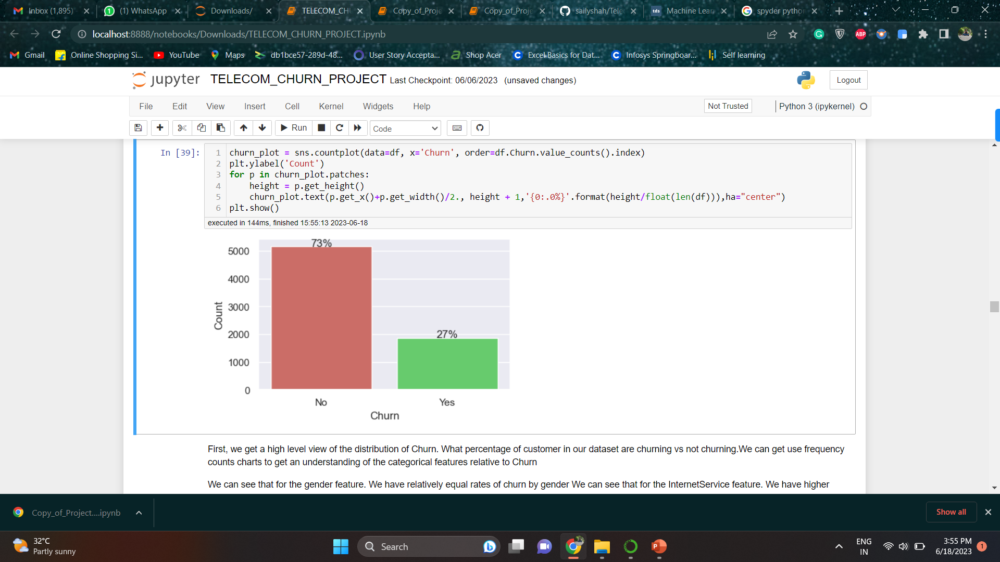 Inbox (1,895)
(1) WhatsApp
Downloads/
TELECOM_CH
Copy_of_Proje
Copy_of_Proje
sailyshah/Tele
tds Machine Lear
spyder python
localhost:8888/notebooks/Downloads/TELECOM_CHURN_PROJECT.ipynb
ABP
Gmail
Online Shopping Si...
YouTube
Maps
db1bce57-289d-48...
User Story Accepta...
Shop Acer
Excel Basics for Dat...
Infosys Springboar...
Self learning
jupyter TELECOM_CHURN_PROJECT Last Checkpoint: 06/06/2023 (unsaved changes)
Logout
File Edit View Insert Cell Kernel Widgets Help
Not Trusted
Python 3 (ipykernel)
Run
Code
In [39]:
1 churn_plot = sns.countplot(data=df, x='Churn', order=df.Churn.value_counts().index)
2 plt.ylabel('Count')
3 for p in churn_plot.patches:
4 height = p.get_height()
5 churn_plot.text(p.get_x()+p.get_width()/2., height + 1,'{0:.0%}'.format(height/float(len(df))),ha="center")
6 plt.show()
executed in 144ms, finished 15:55:13 2023-06-18
73%
5000
4000
3000
Count
27%
2000
1000
0
No
Yes
Churn
First, we get a high level view of the distribution of Churn. What percentage of customer in our dataset are churning vs not churning.We can get use frequency
counts charts to get an understanding of the categorical features relative to Churn
We can see that for the gender feature. We have relatively equal rates of churn by gender We can see that for the InternetService feature. We have higher
Copy_of_Project....ipynb
Show all
32°C
Partly sunny
Search
ENG
IN
3:55 PM
6/18/2023
1